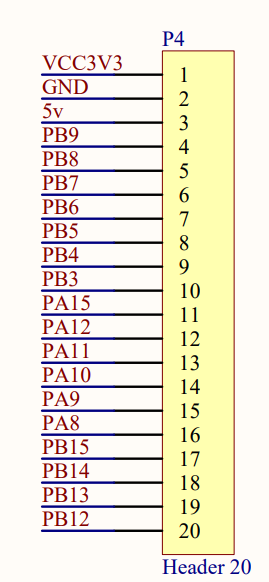 P4
VCC3V3 1
GND 2
5v 3
PB9 4
PB8 5
PB7 6
PB6 7
PB5 8
PB4 9
PB3 10
PA15 11
PA12 12
PA11 13
PA10 14
PA9 15
PA8 16
PB15 17
PB14 18
PB13 19
PB12 20
Header 20